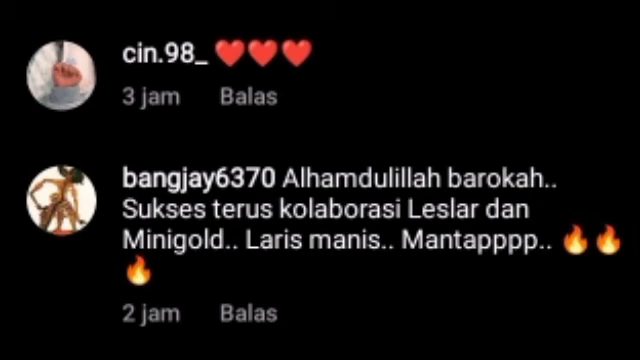 cin.98_ ❤️❤️❤️
3 jam Balas
bangjay6370 Alhamdulillah barokah..
Sukses terus kolaborasi Leslar dan
Minigold.. Laris manis.. Mantapppp.. 🔥🔥
🔥
2 jam Balas